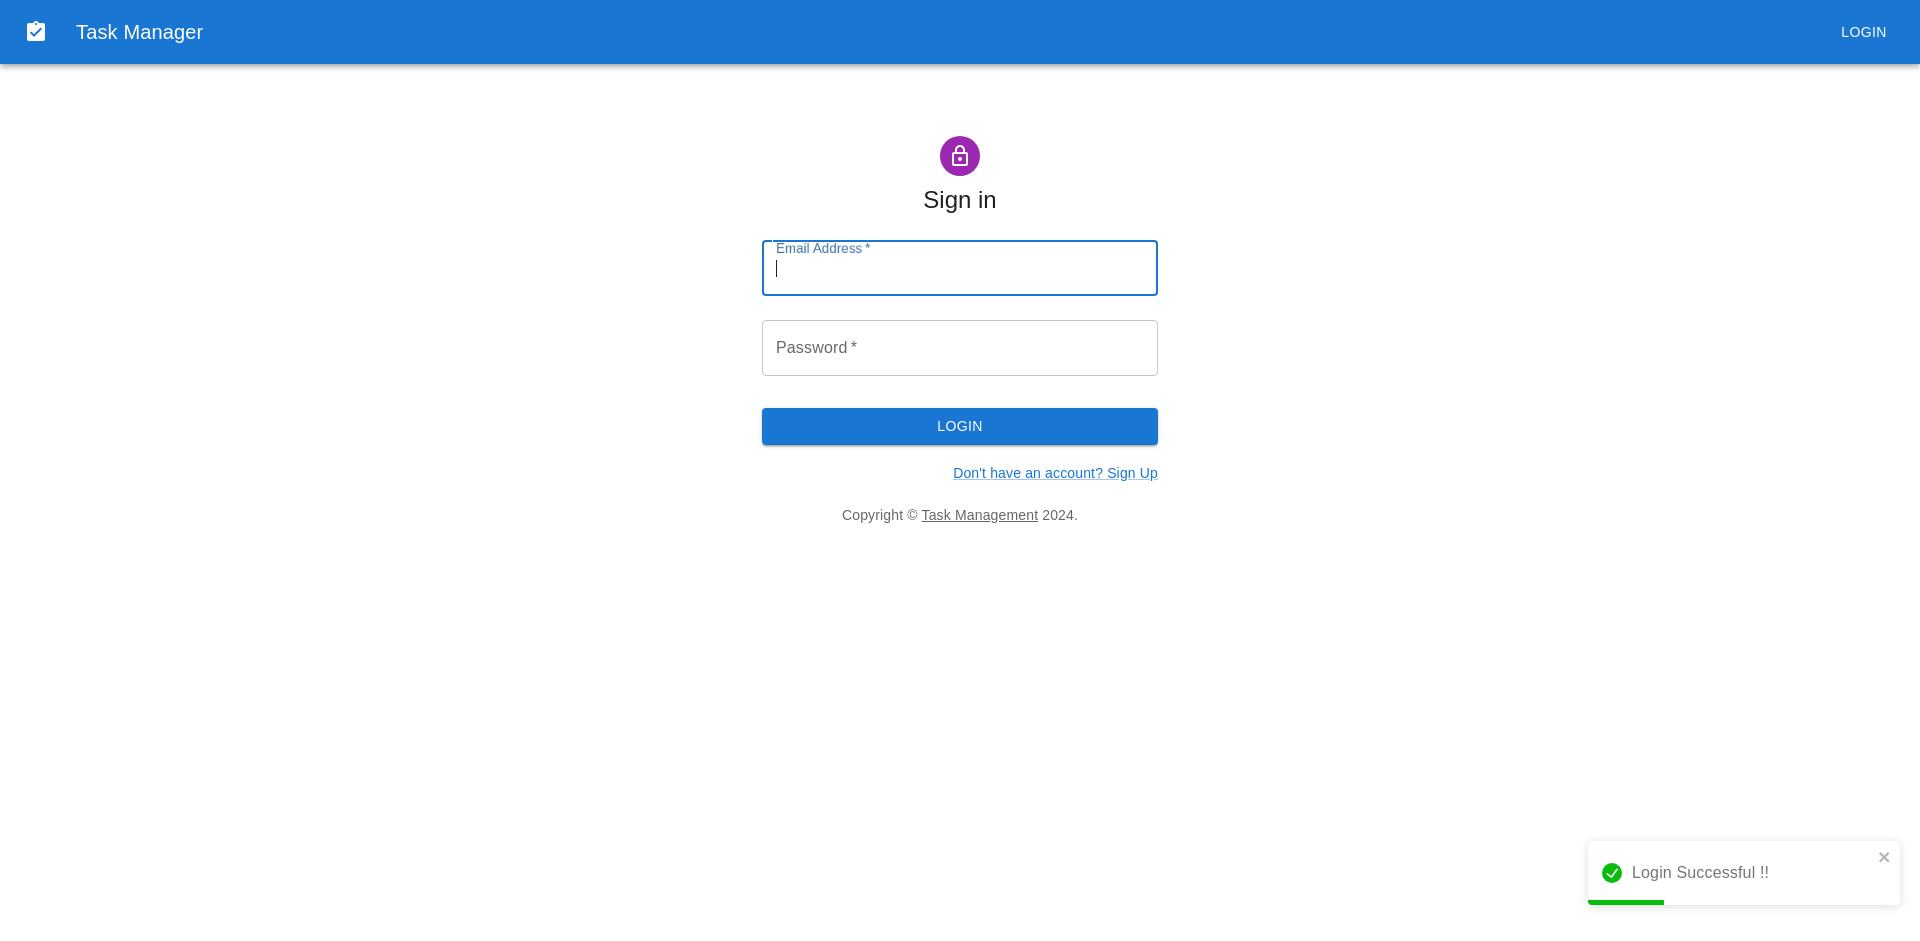 Task Manager
LOGIN
Sign in
Email Address *
Password *
LOGIN
Don't have an account? Sign Up
Copyright © Task Management 2024.
Login Successful !!